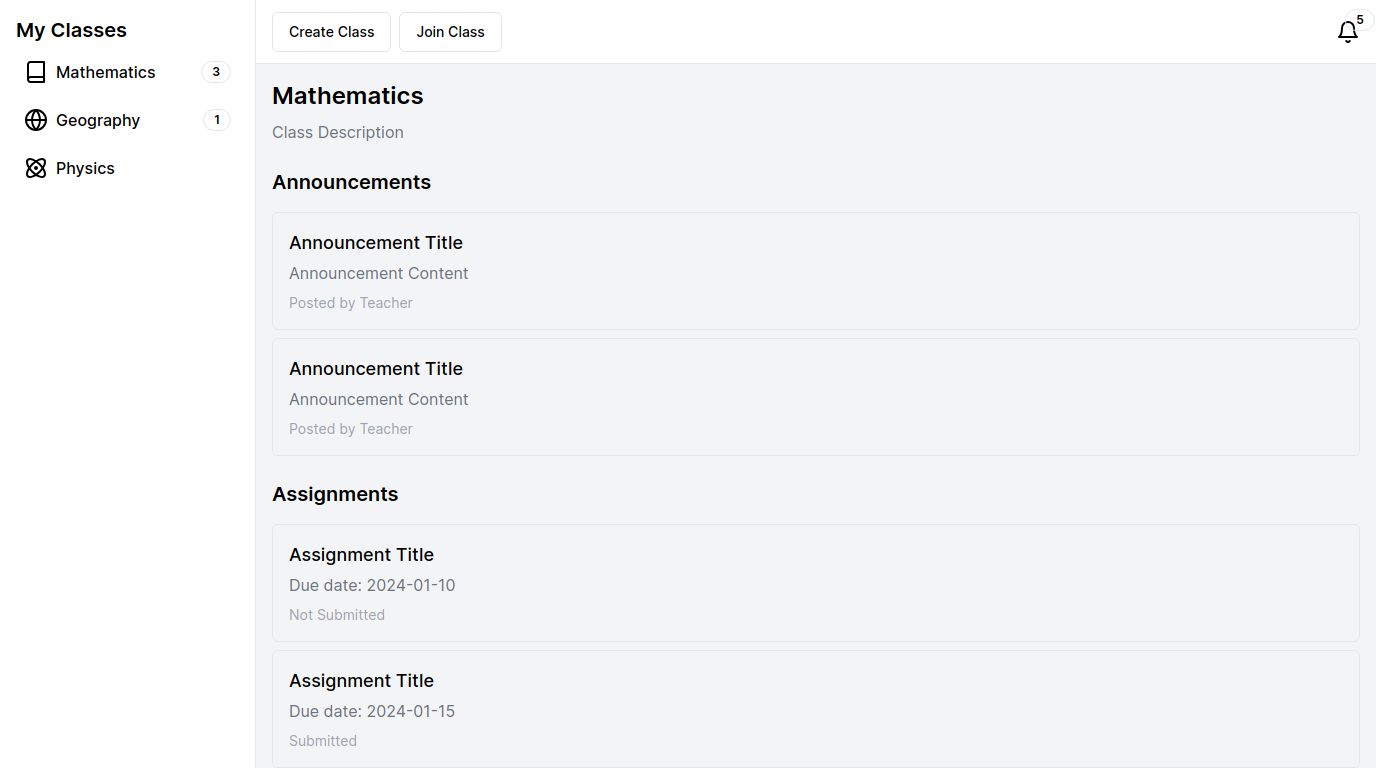 My Classes
Mathematics 3
Geography 1
Physics
Create Class Join Class 5
Mathematics
Class Description
Announcements
Announcement Title
Announcement Content
Posted by Teacher
Announcement Title
Announcement Content
Posted by Teacher
Assignments
Assignment Title
Due date: 2024-01-10
Not Submitted
Assignment Title
Due date: 2024-01-15
Submitted